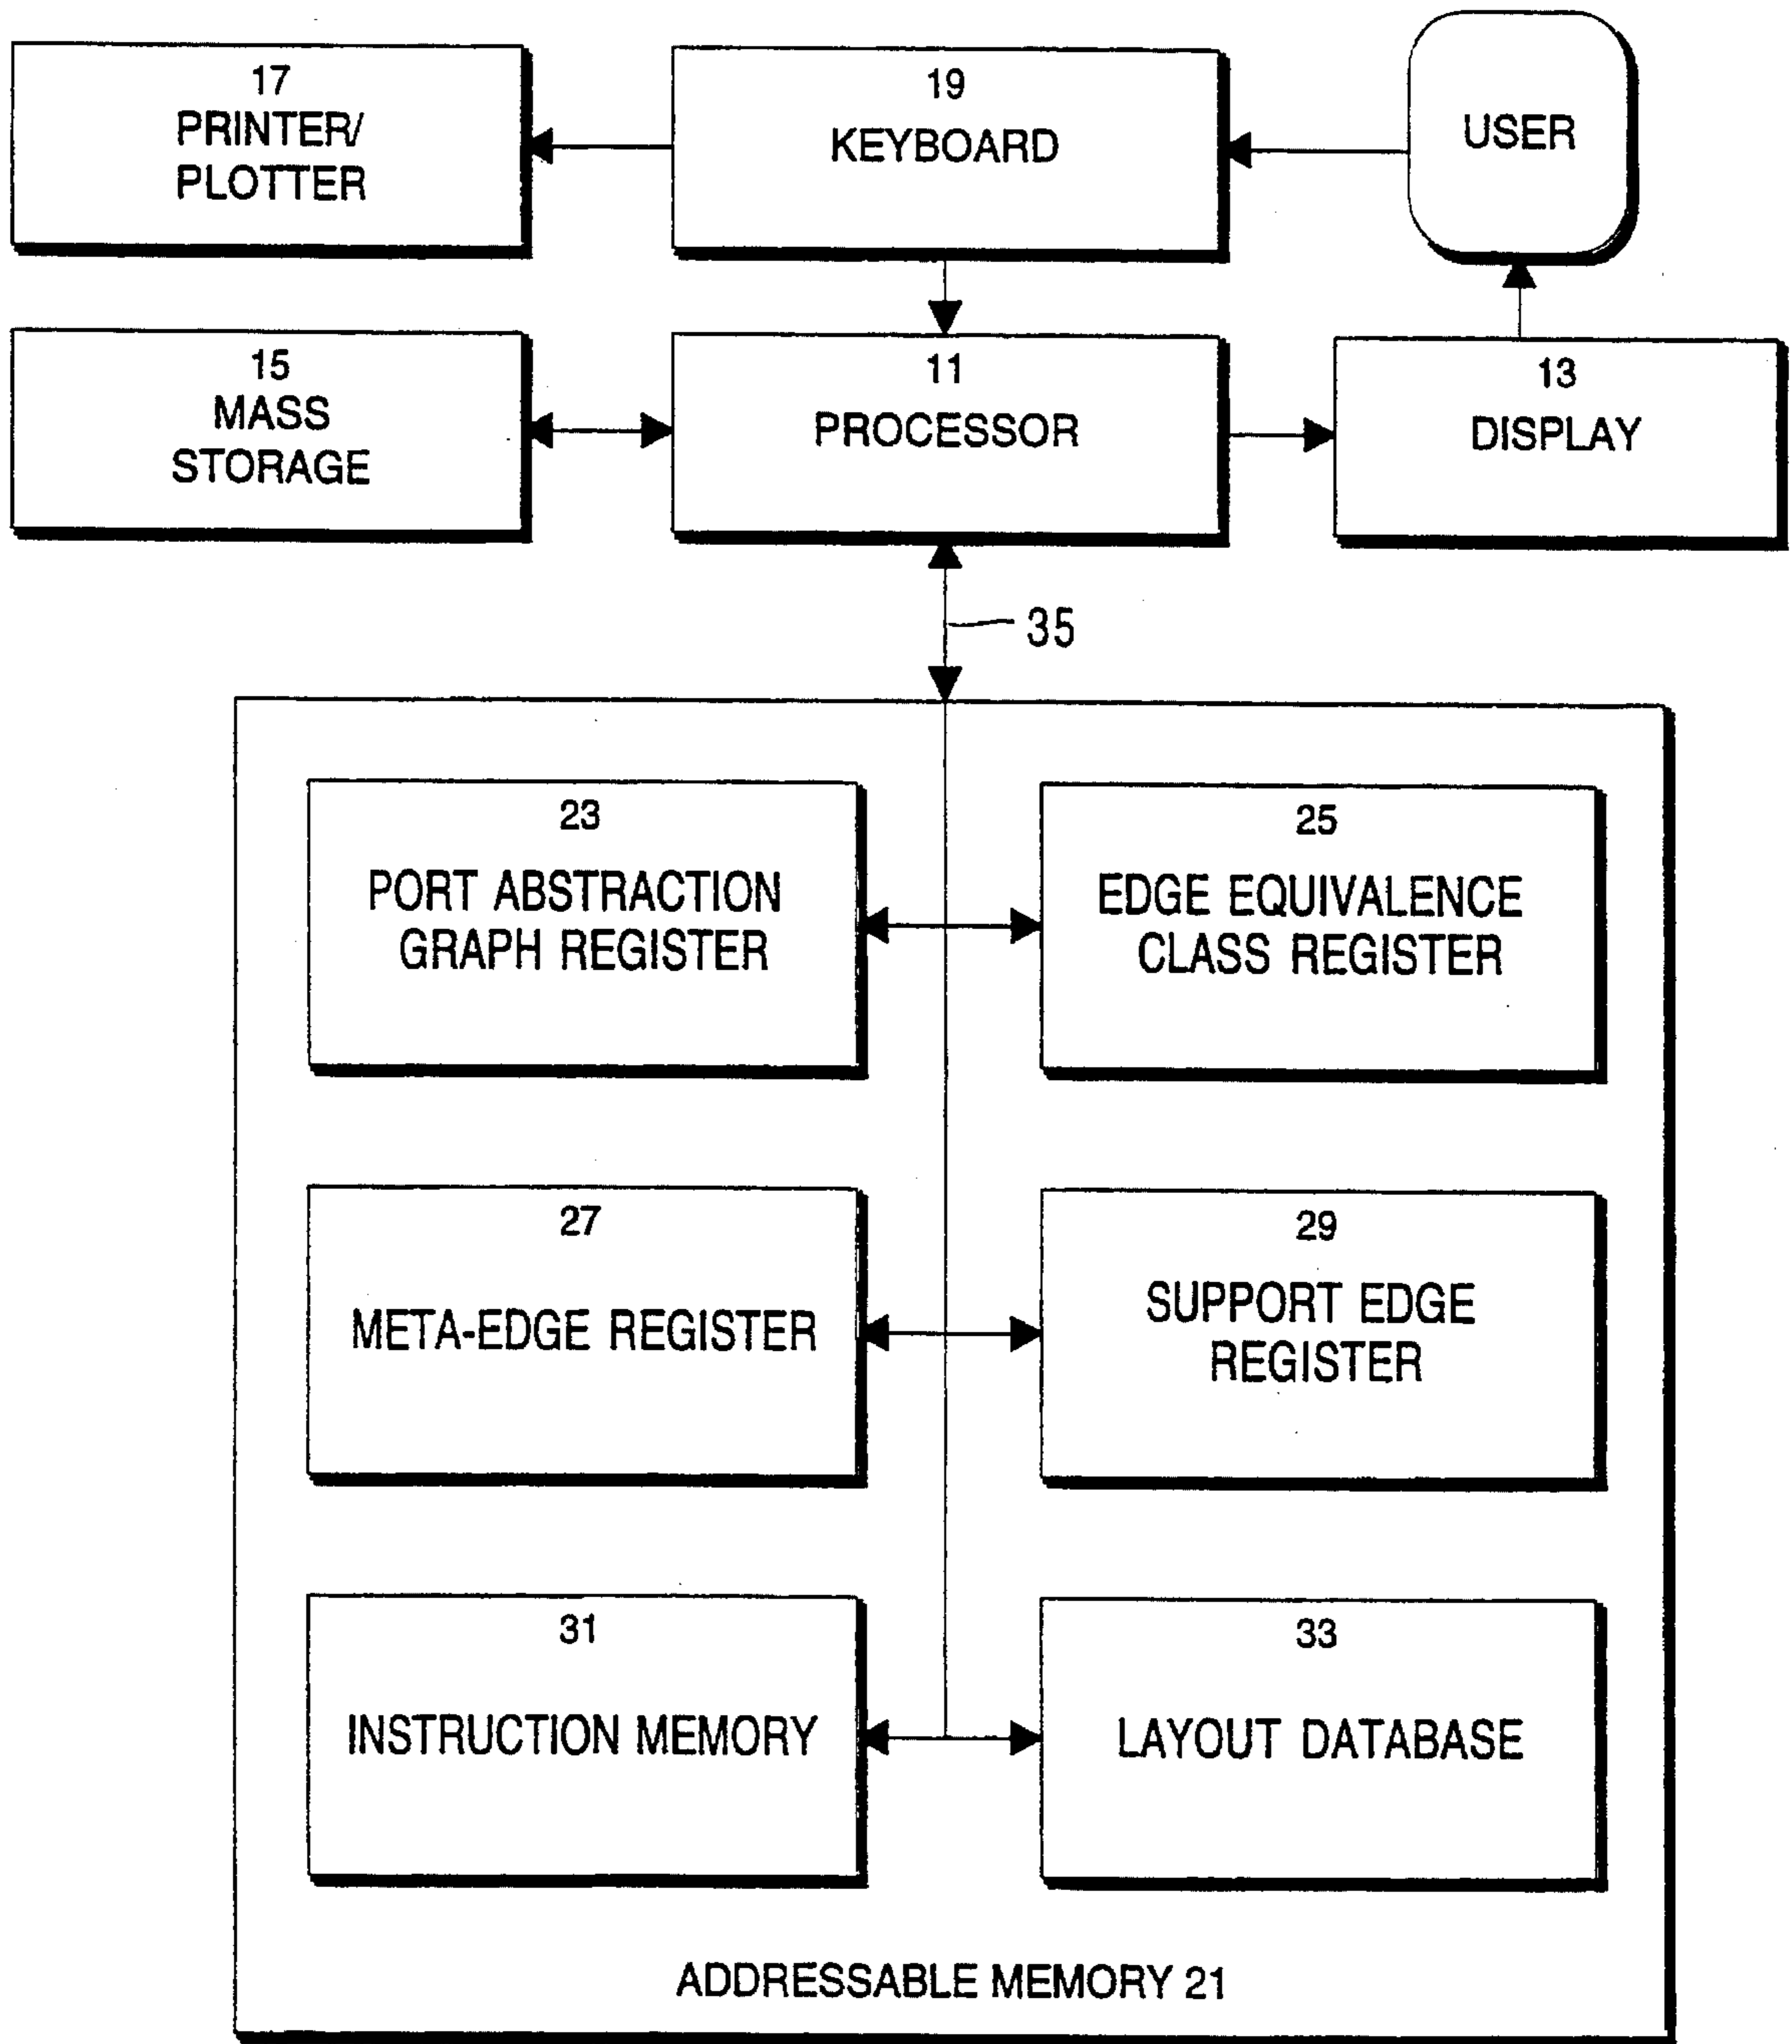 17
PRINTER/
PLOTTER
19
KEYBOARD
USER
15
MASS
STORAGE
11
PROCESSOR
13
DISPLAY
35
23
PORT ABSTRACTION
GRAPH REGISTER
25
EDGE EQUIVALENCE
CLASS REGISTER
27
META-EDGE REGISTER
29
SUPPORT EDGE
REGISTER
31
INSTRUCTION MEMORY
33
LAYOUT DATABASE
ADDRESSABLE MEMORY 21